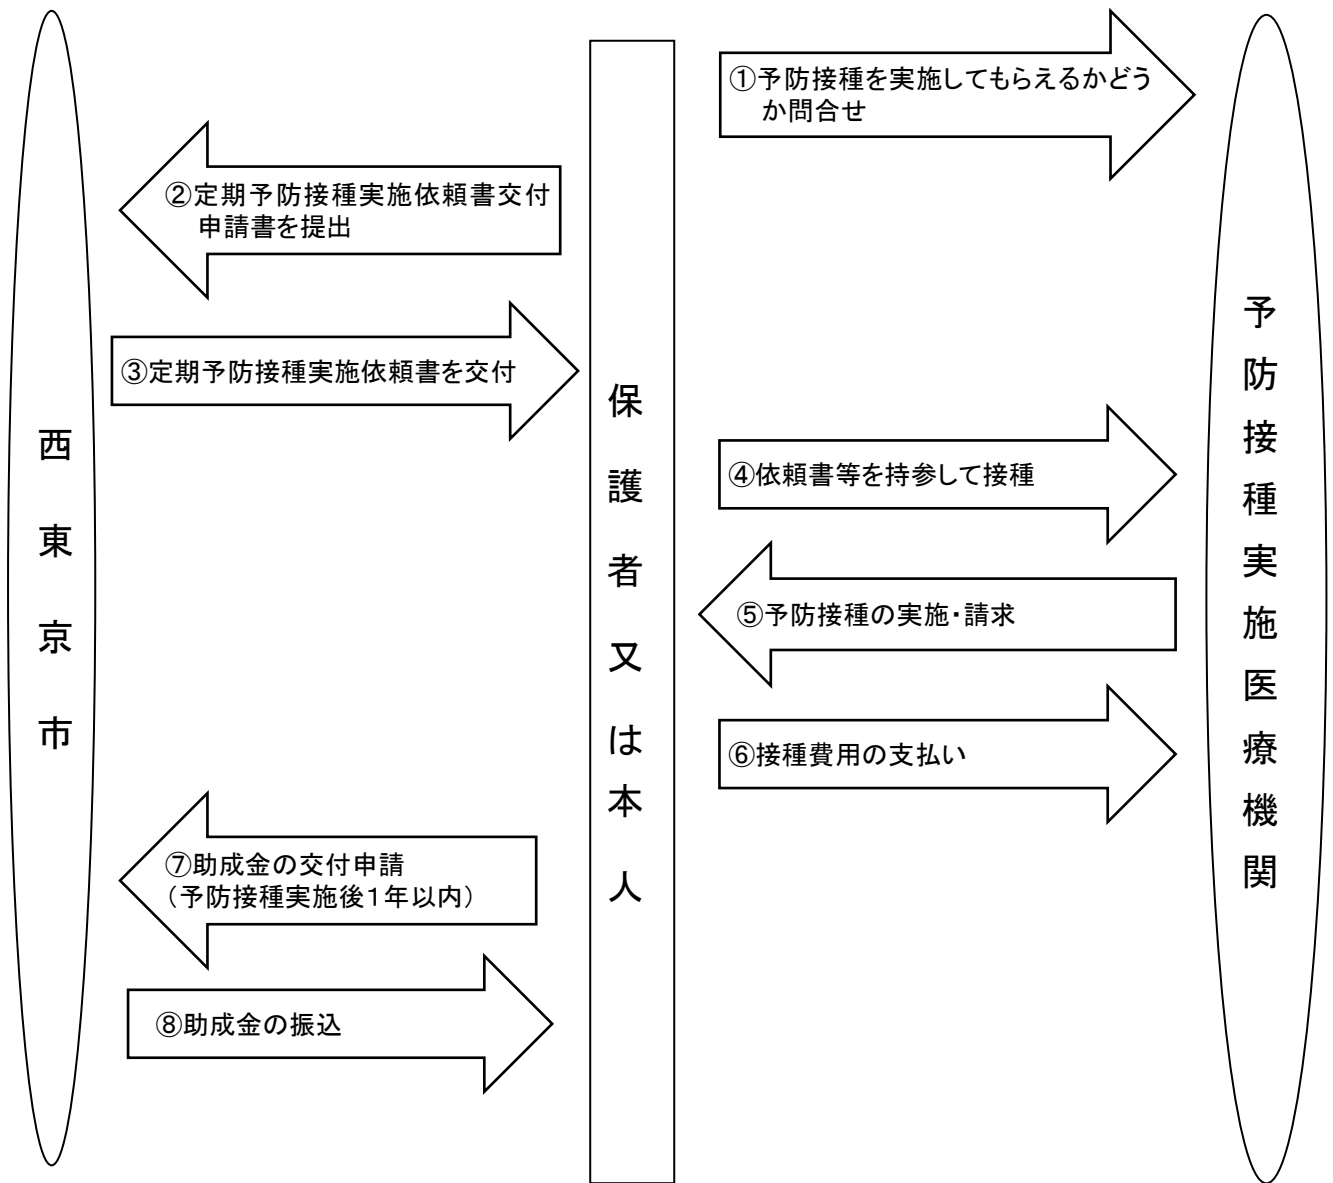 ①予防接種を実施してもらえるかどう
か問合せ
②定期予防接種実施依頼書交付
申請書を提出
③定期予防接種実施依頼書を交付
西東京市
保護者又は本人
予防接種実施医療機関
④依頼書等を持参して接種
⑤予防接種の実施・請求
⑥接種費用の支払い
⑦助成金の交付申請
（予防接種実施後１年以内）
⑧助成金の振込